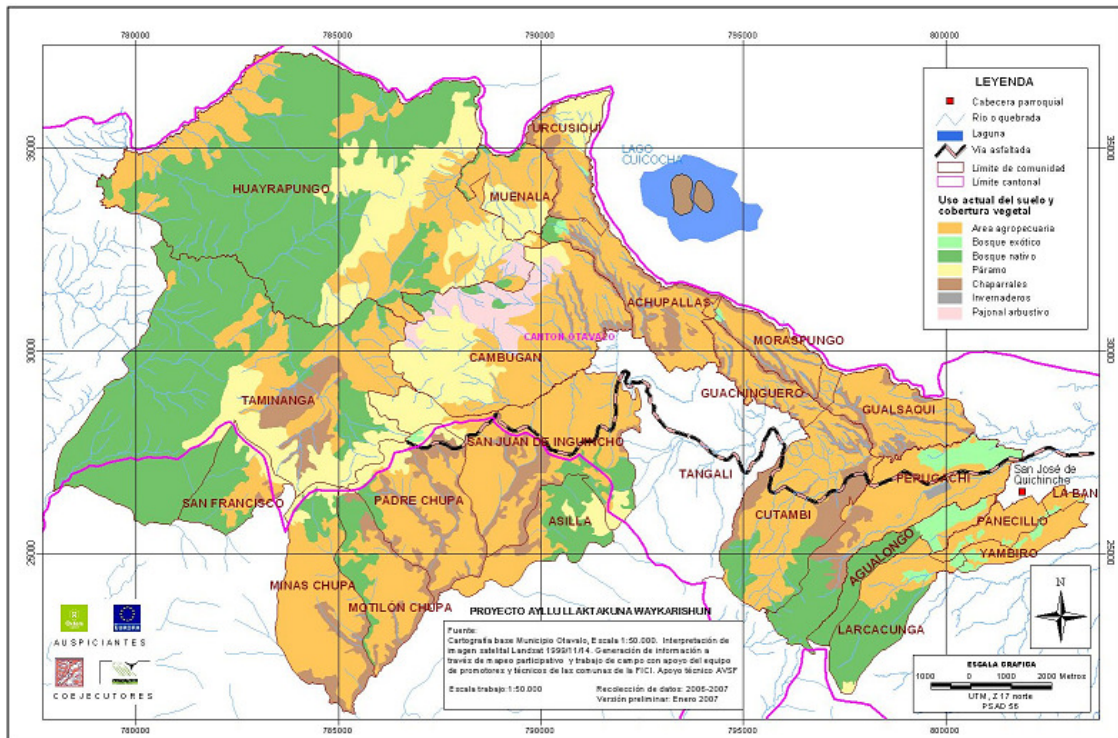 780000 785000 790000 795000 800000
LEYENDA
Cabecera parroquial
Río o quebrada
Laguna
Vía asfaltada
Límite de comunidad
Límite cantonal
Uso actual del suelo y
cobertura vegetal
Area agropecuaria
Bosque exótico
Bosque nativo
Páramo
Chaparrales
Invernaderos
Pajonal arbustivo
URCUSIQUI
LAGO
CUICOCHA
HUAYRAPUNGO
MUENALA
ACHUPALLAS
MORASPUNGO
CANTON OTAVALO
CAMBUGAN
TAMINANGA
GUACHINGUERO
GUALSAQUI
SAN JUAN DE INGUINCHO
TANGALI
PERUGACHI
San José de
Quichinche
LA BAN
SAN FRANCISCO
PADRE CHUPA
ASILLA
CUTAMBI
PANECILLO
AGUALONGO
YAMBIRO
MINAS CHUPA
MOTILÓN CHUPA
LARCACUNGA
AUSPICIANTES
COEJECUTORES
PROYECTO AYLLU LLAKTAKUNA WAYKARISHUN
Fuente:
Cartografía base Municipio Otavalo, Escala 1:50.000. Interpretación de
imagen satelital Landsat 1999/11/14. Generación de información a
través de mapeo participativo y trabajo de campo con apoyo del equipo
de promotores y técnicos de las comunas de la FICI. Apoyo técnico AVSF
Escala trabajo 1:50.000 Recolección de datos: 2006-2007
Versión preliminar: Enero 2007
N
ESCALA GRAFICA
1000 0 1000 2000 Metros
UTM, Z 17 norte
PSAD 56
780000 785000 790000 795000 800000